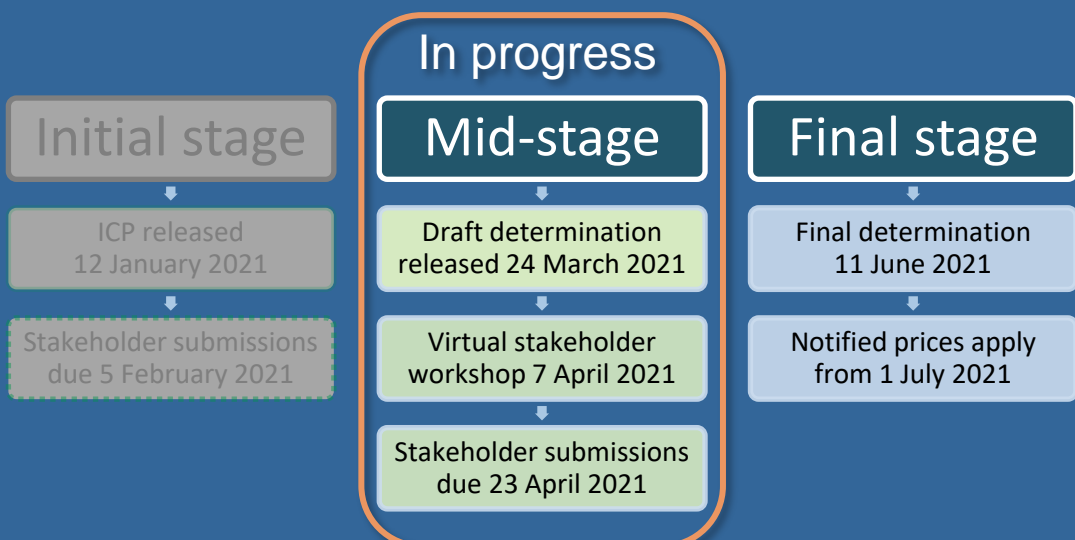 In progress
Initial stage
ICP released
12 January 2021
Stakeholder submissions
due 5 February 2021
Mid-stage
Draft determination
released 24 March 2021
Virtual stakeholder
workshop 7 April 2021
Stakeholder submissions
due 23 April 2021
Final stage
Final determination
11 June 2021
Notified prices apply
from 1 July 2021